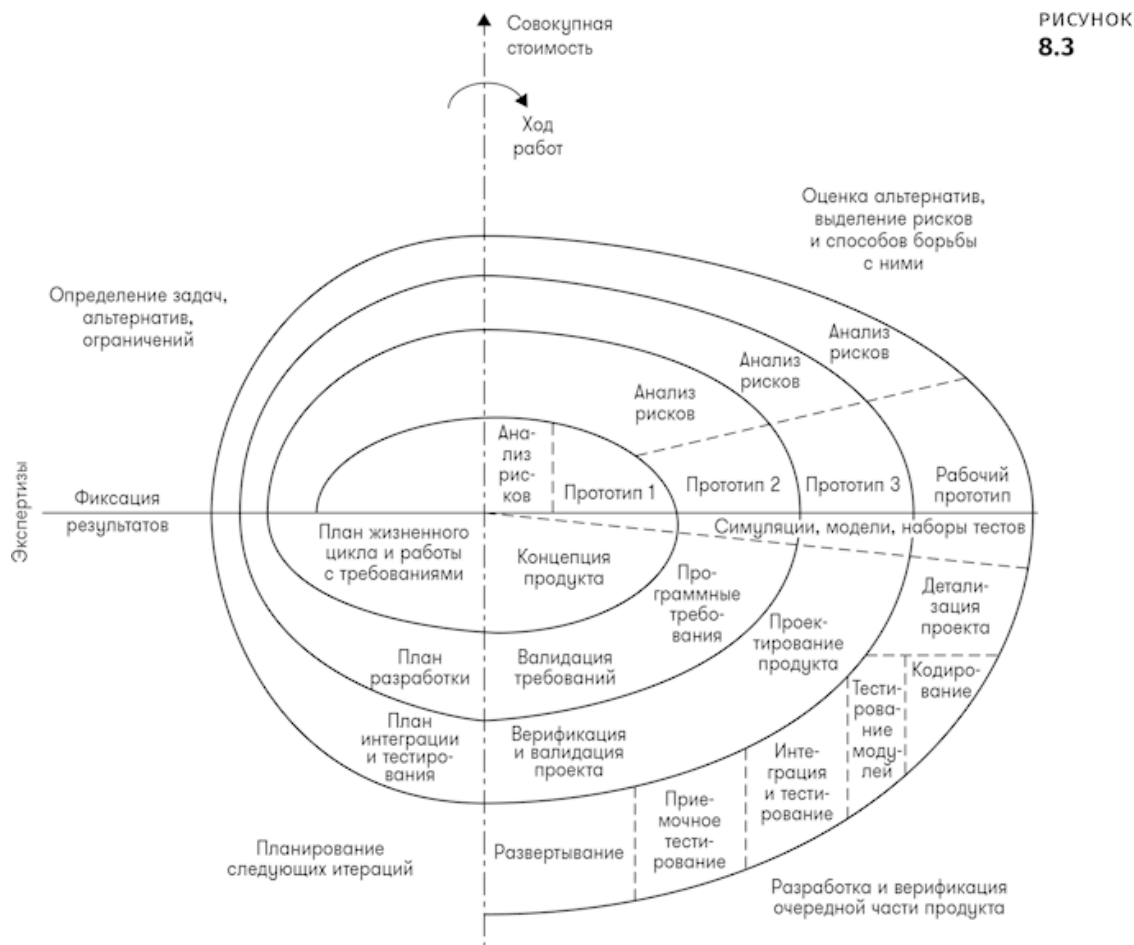 РИСУНОК
8.3
Совокупная
стоимость
Ход
работ
Оценка альтернатив,
выделение рисков
и способов борьбы
с ними
Определение задач,
альтернатив,
ограничений
Анализ
рисков
Анализ
рисков
Анализ
рисков
Ана-
лиз
рис-
ков
Прототип 1
Прототип 2
Прототип 3
Рабочий
прототип
Экспертизы
Фиксация
результатов
Симуляции, модели, наборы тестов
План жизненного
цикла и работы
с требованиями
Концепция
продукта
Про-
граммные
требо-
вания
Проек-
тирование
продукта
Детали-
зация
проекта
Кодиро-
вание
Тести-
рова-
ние
моду-
лей
Инте-
грация
и тести-
рование
Прие-
мочное
тести-
рование
Развертывание
План
разработки
Валидация
требований
План
интеграции
и тестиро-
вания
Верификация
и валидация
проекта
Планирование
следующих итераций
Разработка и верификация
очередной части продукта